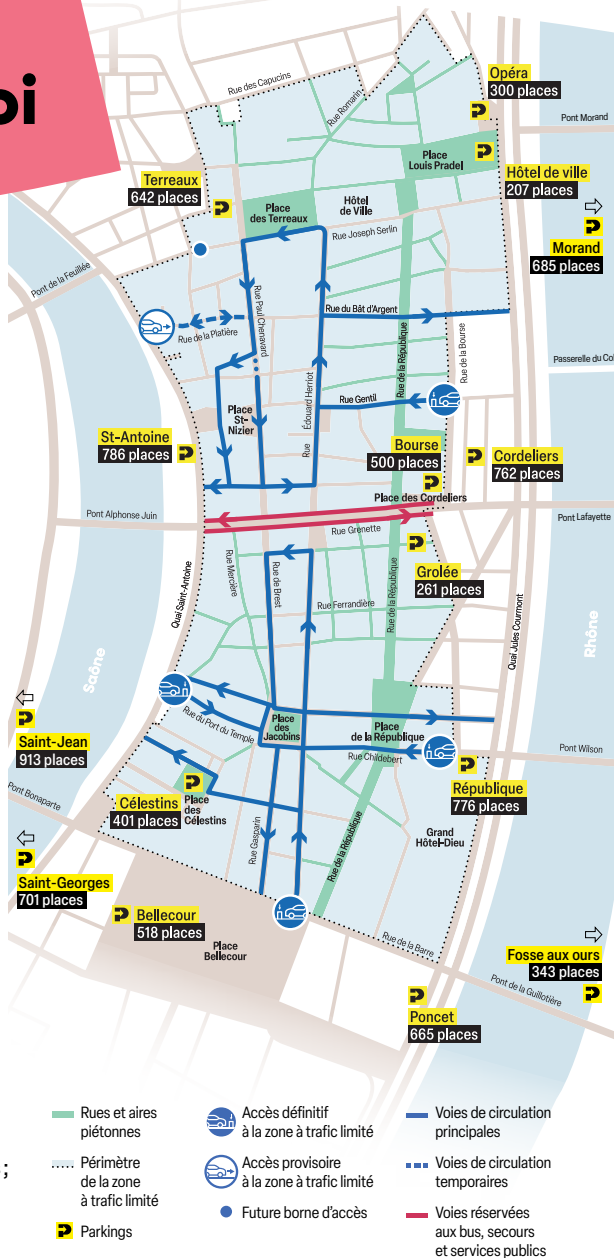 oi
Rue des Capucins
Rue Romarin
Opéra
300 places
Pont Morand
Place
Louis Pradel
Terreaux
642 places
Hôtel de ville
207 places
Place
des Terreaux
Hôtel
de Ville
Rue Joseph Serlin
Morand
685 places
Pont de la Feuillée
Rue Paul Chenavard
Rue de la Platière
Rue du Bât d'Argent
Rue de la République
Rue de la Bourse
Passerelle du Col
Rue Édouard Herriot
Rue Gentil
Place
St-
Nizier
St-Antoine
786 places
Bourse
500 places
Cordeliers
762 places
Place des Cordeliers
Pont Alphonse Juin
Rue Grenette
Pont Lafayette
Quai Saint-Antoine
Rue Mercière
Rue de Brest
Rue Ferrandière
Rue de la République
Grolée
261 places
Quai Jules Courmont
Rhône
Saône
Rue du Port du Temple
Place
des
Jacobins
Place
de la République
Rue Childebert
Pont Wilson
Saint-Jean
913 places
Pont Bonaparte
Célestins
401 places
Place
des
Célestins
République
776 places
Rue Gasparin
Rue de la République
Grand
Hôtel-Dieu
Saint-Georges
701 places
Bellecour
518 places
Place
Bellecour
Rue de la Barre
Fosse aux ours
343 places
Pont de la Guillotière
Poncet
665 places
;
Rues et aires
piétonnes
Périmètre
de la zone
à trafic limité
P Parkings
Accès définitif
à la zone à trafic limité
Accès provisoire
à la zone à trafic limité
Future borne d'accès
Voies de circulation
principales
Voies de circulation
temporaires
Voies réservées
aux bus, secours
et services publics